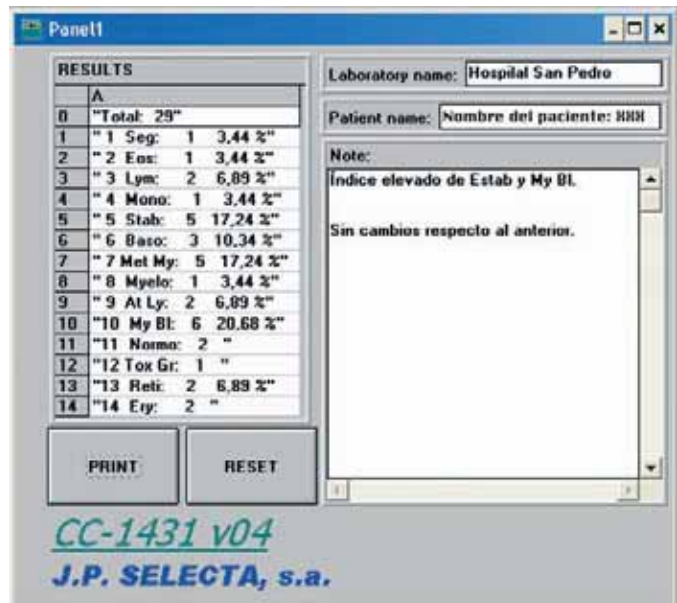 Panel1
RESULTS
A
0 "Total: 29"
1 " 1 Seg: 1 3,44 %"
2 " 2 Eos: 1 3,44 %"
3 " 3 Lym: 2 6,89 %"
4 " 4 Mono: 1 3,44 %"
5 " 5 Stab: 5 17,24 %"
6 " 6 Baso: 3 10,34 %"
7 " 7 Met My: 5 17,24 %"
8 " 8 Myelo: 1 3,44 %"
9 " 9 At Ly: 2 6,89 %"
10 "10 My Bl: 6 20,68 %"
11 "11 Normo: 2 "
12 "12 Tox Gr: 1 "
13 "13 Reti: 2 6,89 %"
14 "14 Ery: 2 "
PRINT
RESET
Laboratory name: Hospilal San Pedro
Patient name: Nombre del paciente: XXX
Note:
Índice elevado de Estab y My Bl.
Sin cambios respecto al anterior.
CC-1431 v04
J.P. SELECTA, s.a.